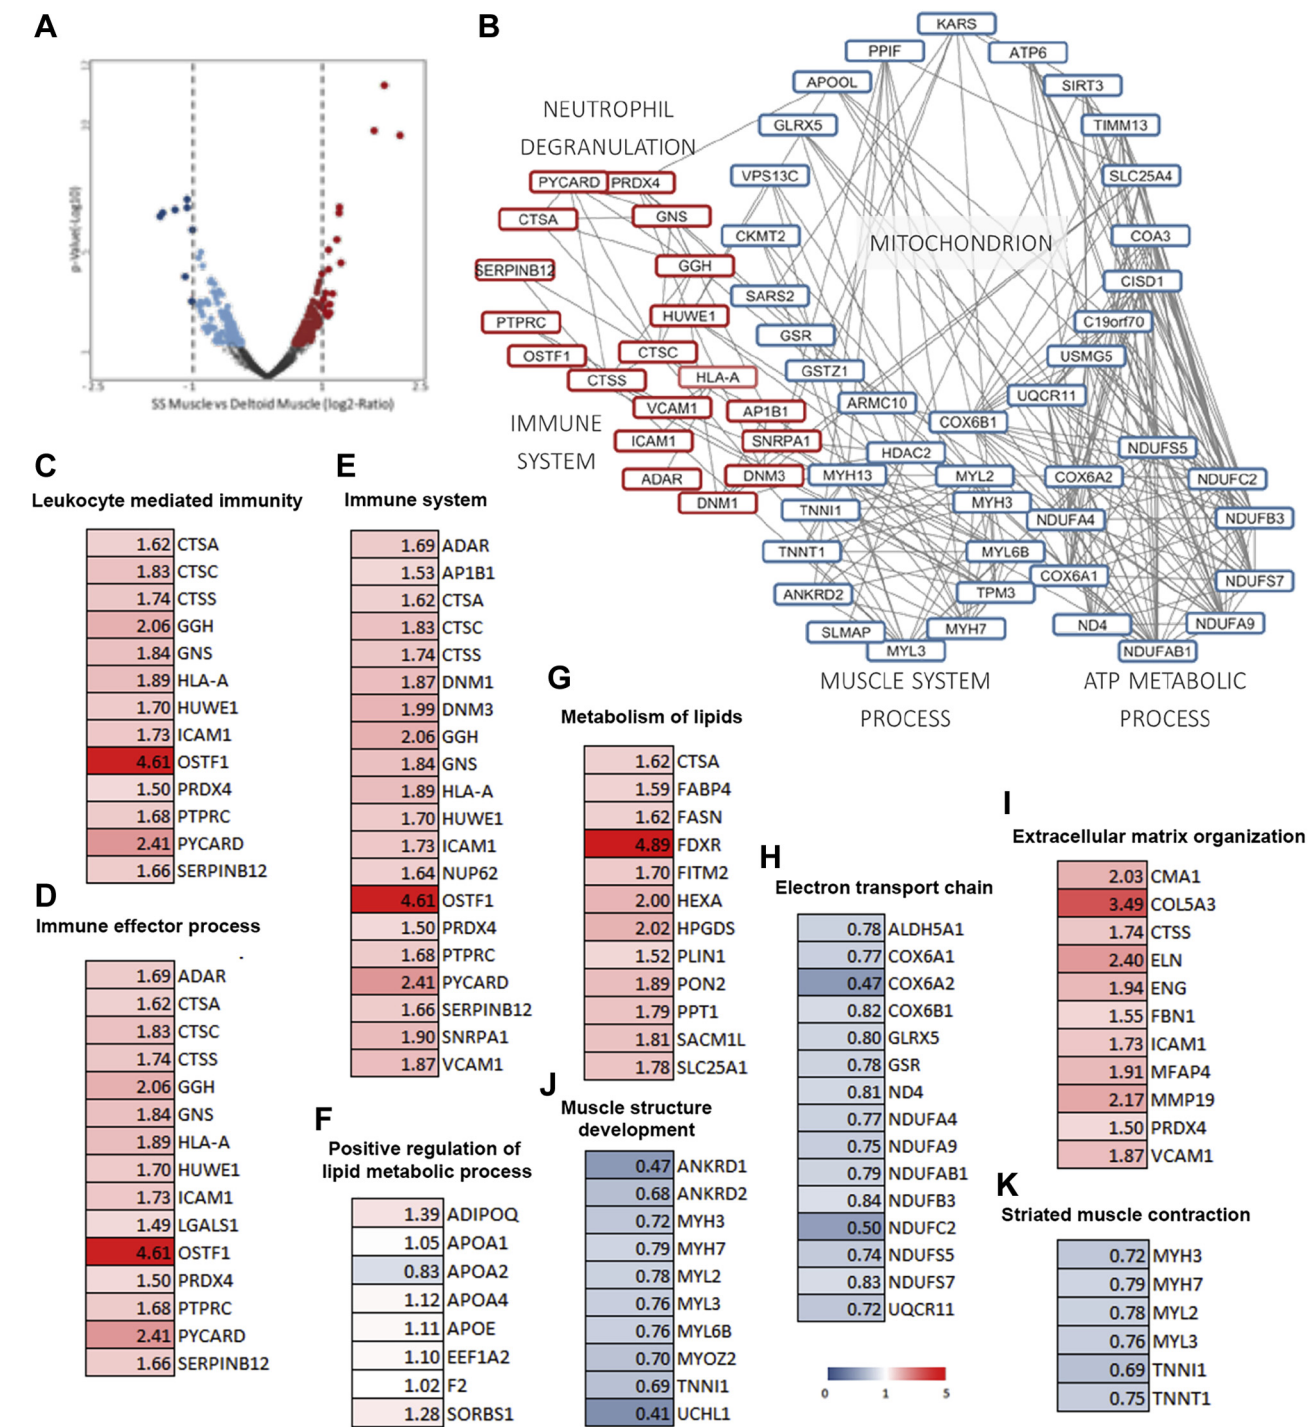 A
p-Value(-Log10)
-2.5
-1
1
2.5
SS Muscle vs Deltoid Muscle (log2-Ratio)
B
NEUTROPHIL
DEGRANULATION
IMMUNE
SYSTEM
MITOCHONDRION
MUSCLE SYSTEM
PROCESS
ATP METABOLIC
PROCESS
KARS
PPIF
ATP6
APOOL
SIRT3
GLRX5
TIMM13
VPS13C
SLC25A4
PYCARD
PRDX4
CTSA
GNS
CKMT2
COA3
SERPINB12
GGH
SARS2
CISD1
PTPRC
HUWE1
GSR
C19orf70
OSTF1
CTSC
USMG5
CTSS
HLA-A
GSTZ1
VCAM1
AP1B1
ARMC10
UQCR11
COX6B1
ICAM1
SNRPA1
HDAC2
NDUFS5
ADAR
DNM3
MYH13
MYL2
COX6A2
NDUFC2
DNM1
TNNI1
MYH3
NDUFA4
NDUFB3
TNNT1
MYL6B
COX6A1
NDUFS7
ANKRD2
TPM3
SLMAP
MYH7
ND4
NDUFA9
MYL3
NDUFAB1
C
Leukocyte mediated immunity
1.62 CTSA
1.83 CTSC
1.74 CTSS
2.06 GGH
1.84 GNS
1.89 HLA-A
1.70 HUWE1
1.73 ICAM1
4.61 OSTF1
1.50 PRDX4
1.68 PTPRC
2.41 PYCARD
1.66 SERPINB12
D
Immune effector process
1.69 ADAR
1.62 CTSA
1.83 CTSC
1.74 CTSS
2.06 GGH
1.84 GNS
1.89 HLA-A
1.70 HUWE1
1.73 ICAM1
1.49 LGALS1
4.61 OSTF1
1.50 PRDX4
1.68 PTPRC
2.41 PYCARD
1.66 SERPINB12
E
Immune system
1.69 ADAR
1.53 AP1B1
1.62 CTSA
1.83 CTSC
1.74 CTSS
1.87 DNM1
1.99 DNM3
2.06 GGH
1.84 GNS
1.89 HLA-A
1.70 HUWE1
1.73 ICAM1
1.64 NUP62
4.61 OSTF1
1.50 PRDX4
1.68 PTPRC
2.41 PYCARD
1.66 SERPINB12
1.90 SNRPA1
1.87 VCAM1
F
Positive regulation of
lipid metabolic process
1.39 ADIPOQ
1.05 APOA1
0.83 APOA2
1.12 APOA4
1.11 APOE
1.10 EEF1A2
1.02 F2
1.28 SORBS1
G
Metabolism of lipids
1.62 CTSA
1.59 FABP4
1.62 FASN
4.89 FDXR
1.70 FITM2
2.00 HEXA
2.02 HPGDS
1.52 PLIN1
1.89 PON2
1.79 PPT1
1.81 SACM1L
1.78 SLC25A1
H
Electron transport chain
0.78 ALDH5A1
0.77 COX6A1
0.47 COX6A2
0.82 COX6B1
0.80 GLRX5
0.78 GSR
0.81 ND4
0.77 NDUFA4
0.75 NDUFA9
0.79 NDUFAB1
0.84 NDUFB3
0.50 NDUFC2
0.74 NDUFS5
0.83 NDUFS7
0.72 UQCR11
0 1 5
I
Extracellular matrix organization
2.03 CMA1
3.49 COL5A3
1.74 CTSS
2.40 ELN
1.94 ENG
1.55 FBN1
1.73 ICAM1
1.91 MFAP4
2.17 MMP19
1.50 PRDX4
1.87 VCAM1
J
Muscle structure
development
0.47 ANKRD1
0.68 ANKRD2
0.72 MYH3
0.79 MYH7
0.78 MYL2
0.76 MYL3
0.76 MYL6B
0.70 MYOZ2
0.69 TNNI1
0.41 UCHL1
K
Striated muscle contraction
0.72 MYH3
0.79 MYH7
0.78 MYL2
0.76 MYL3
0.69 TNNI1
0.75 TNNT1